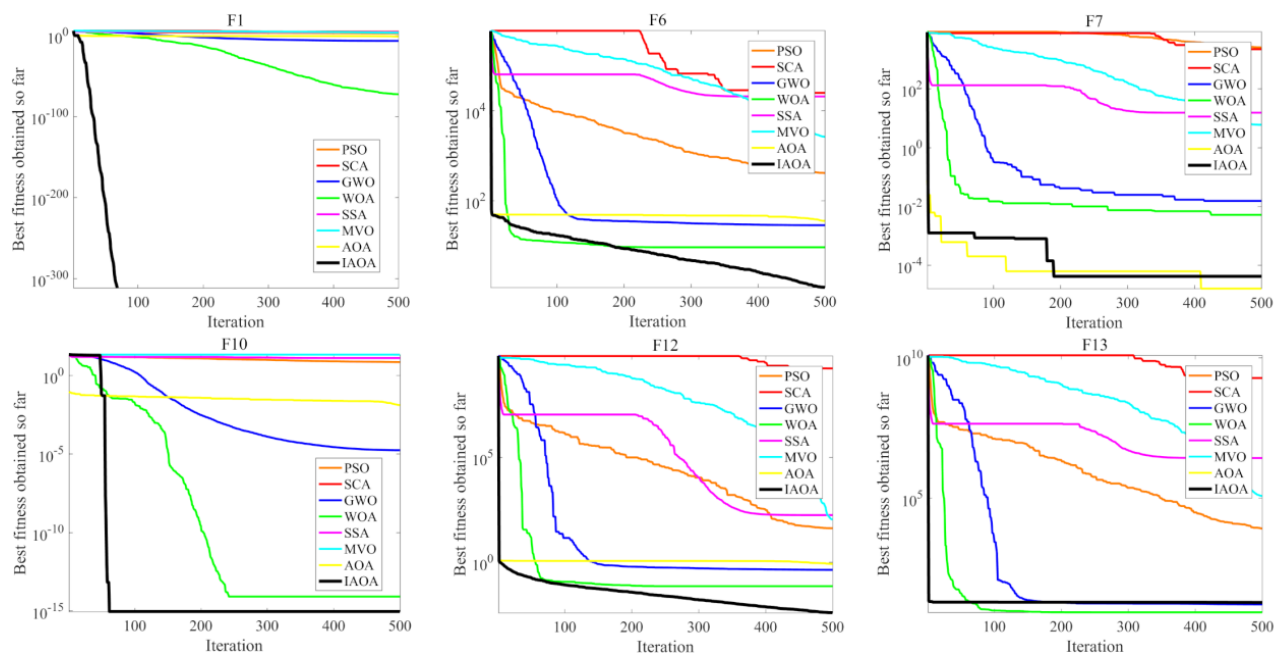 F1
Best fitness obtained so far
10^0
10^0
10^-100
10^-200
10^-300
100 200 300 400 500
Iteration
PSO
SCA
GWO
WOA
SSA
MVO
AOA
IAOA
F6
Best fitness obtained so far
10^4
10^2
100 200 300 400 500
Iteration
PSO
SCA
GWO
WOA
SSA
MVO
AOA
IAOA
F7
Best fitness obtained so far
10^2
10^0
10^-2
10^-4
100 200 300 400 500
Iteration
PSO
SCA
GWO
WOA
SSA
MVO
AOA
IAOA
F10
Best fitness obtained so far
10^0
10^-5
10^-10
10^-15
100 200 300 400 500
Iteration
PSO
SCA
GWO
WOA
SSA
MVO
AOA
IAOA
F12
Best fitness obtained so far
10^5
10^0
100 200 300 400 500
Iteration
PSO
SCA
GWO
WOA
SSA
MVO
AOA
IAOA
F13
Best fitness obtained so far
10^10
10^5
100 200 300 400 500
Iteration
PSO
SCA
GWO
WOA
SSA
MVO
AOA
IAOA